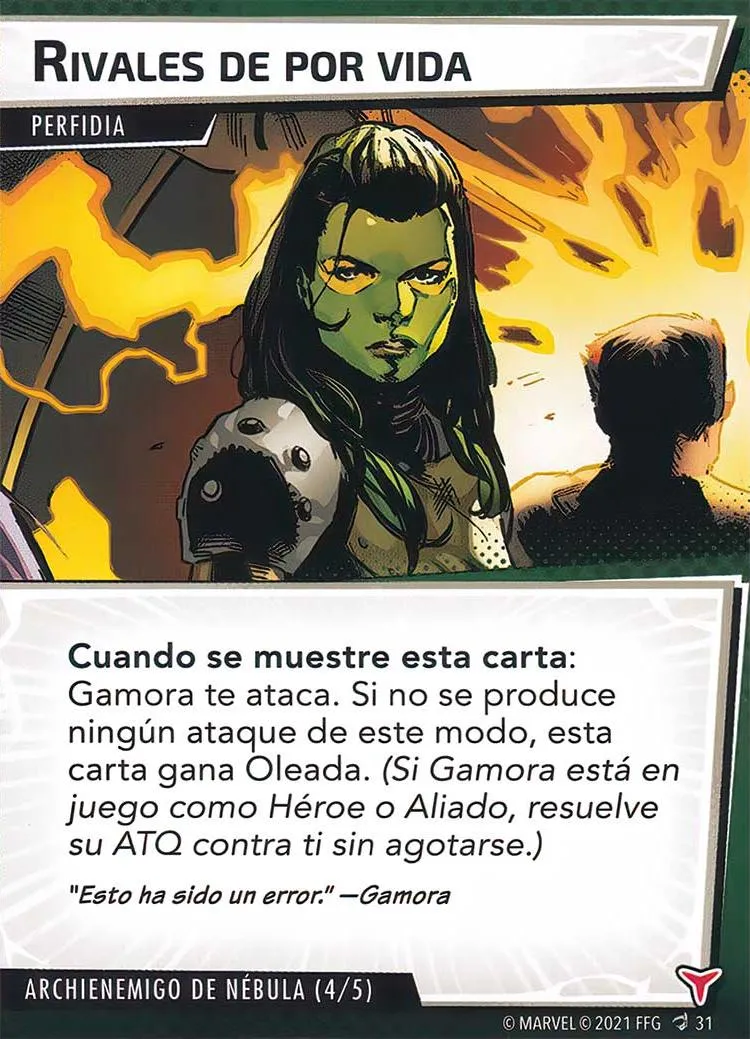 RIVALES DE POR VIDA
PERFIDIA
Cuando se muestre esta carta:
Gamora te ataca. Si no se produce
ningún ataque de este modo, esta
carta gana Oleada. (Si Gamora está en
juego como Héroe o Aliado, resuelve
su ATQ contra ti sin agotarse.)
"Esto ha sido un error." —Gamora
ARCHIENEMIGO DE NÉBULA (4/5)
© MARVEL © 2021 FFG 31